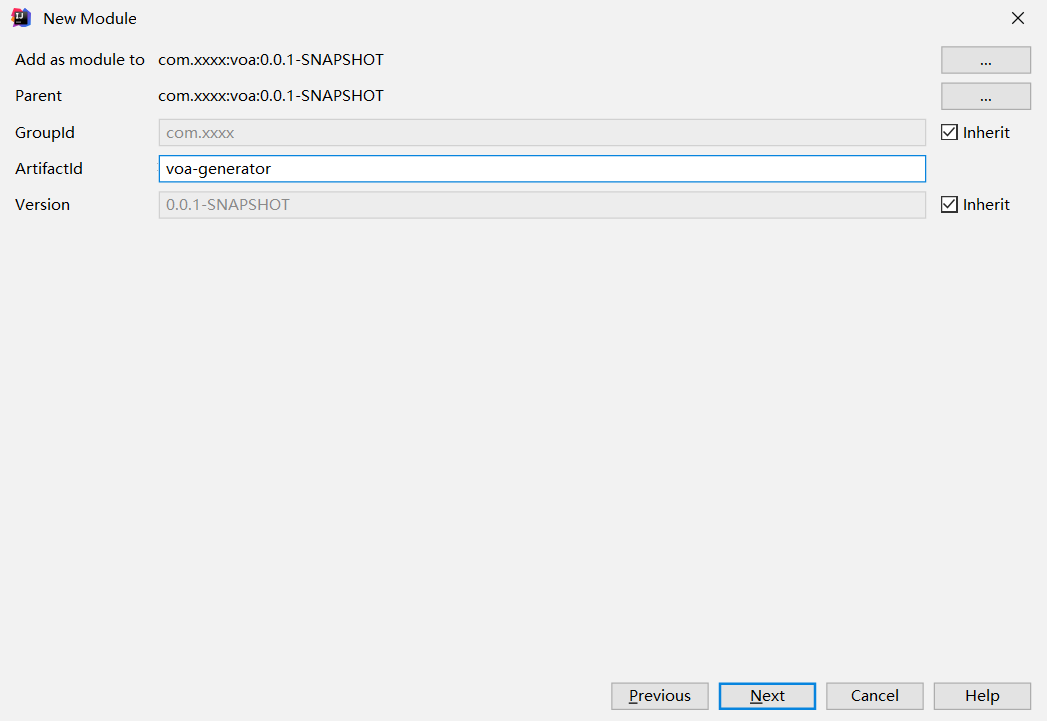 New Module
Add as module to com.xxxx:voa:0.0.1-SNAPSHOT ...
Parent com.xxxx:voa:0.0.1-SNAPSHOT ...
GroupId com.xxxx Inherit
ArtifactId voa-generator
Version 0.0.1-SNAPSHOT Inherit
Previous Next Cancel Help